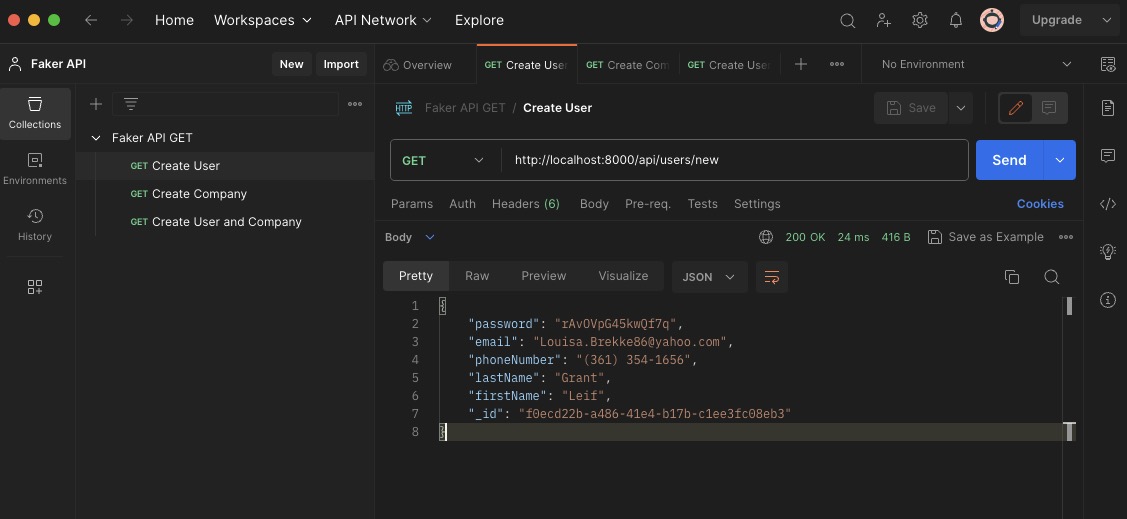 Home Workspaces API Network Explore Upgrade
Faker API New Import Overview GET Create User GET Create Com GET Create User No Environment
Collections
Environments
History
Faker API GET
GET Create User
GET Create Company
GET Create User and Company
HTTP Faker API GET / Create User Save
GET http://localhost:8000/api/users/new Send
Params Auth Headers (6) Body Pre-req. Tests Settings Cookies
Body 200 OK 24 ms 416 B Save as Example
Pretty Raw Preview Visualize JSON
1 {
2 "password": "rAvOVpG45kwQf7q",
3 "email": "Louisa.Brekke86@yahoo.com",
4 "phoneNumber": "(361) 354-1656",
5 "lastName": "Grant",
6 "firstName": "Leif",
7 "_id": "f0ecd22b-a486-41e4-b17b-c1ee3fc08eb3"
8 }